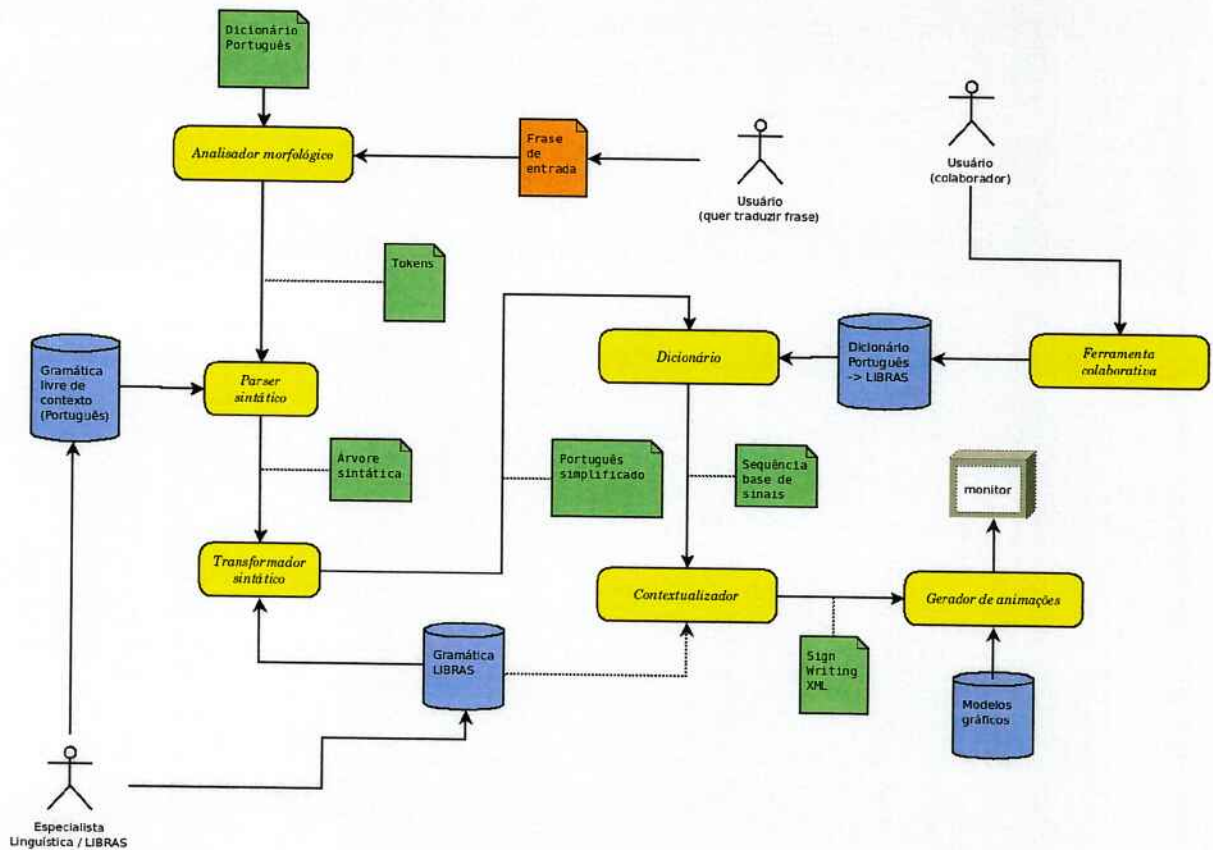 Dicionário
Português
Analisador morfológico
Frase
de
entrada
Usuário
(quer traduzir frase)
Usuário
(colaborador)
Tokens
Gramática
livre de
contexto
(Português)
Parser
sintático
Dicionário
Dicionário
Português
-> LIBRAS
Ferramenta
colaborativa
Árvore
sintática
Português
simplificado
Sequência
base de
sinais
monitor
Transformador
sintático
Contextualizador
Gerador de animações
Gramática
LIBRAS
Sign
Writing
XML
Modelos
gráficos
Especialista
Linguística / LIBRAS